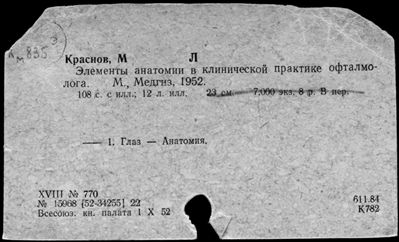 835
Краснов, М Л
Элементы анатомии в клинической практике офталмо-
лога. М., Медгиз, 1952.
108 с. с илл.; 12 л. илл. 23 см. 7.000 экз. 8 р. В пер.
— 1. Глаз — Анатомия.
XVIII № 770
№ 15068 [52-34255] 22
Всесоюз. кн. палата 1 X 52
611.84
К782